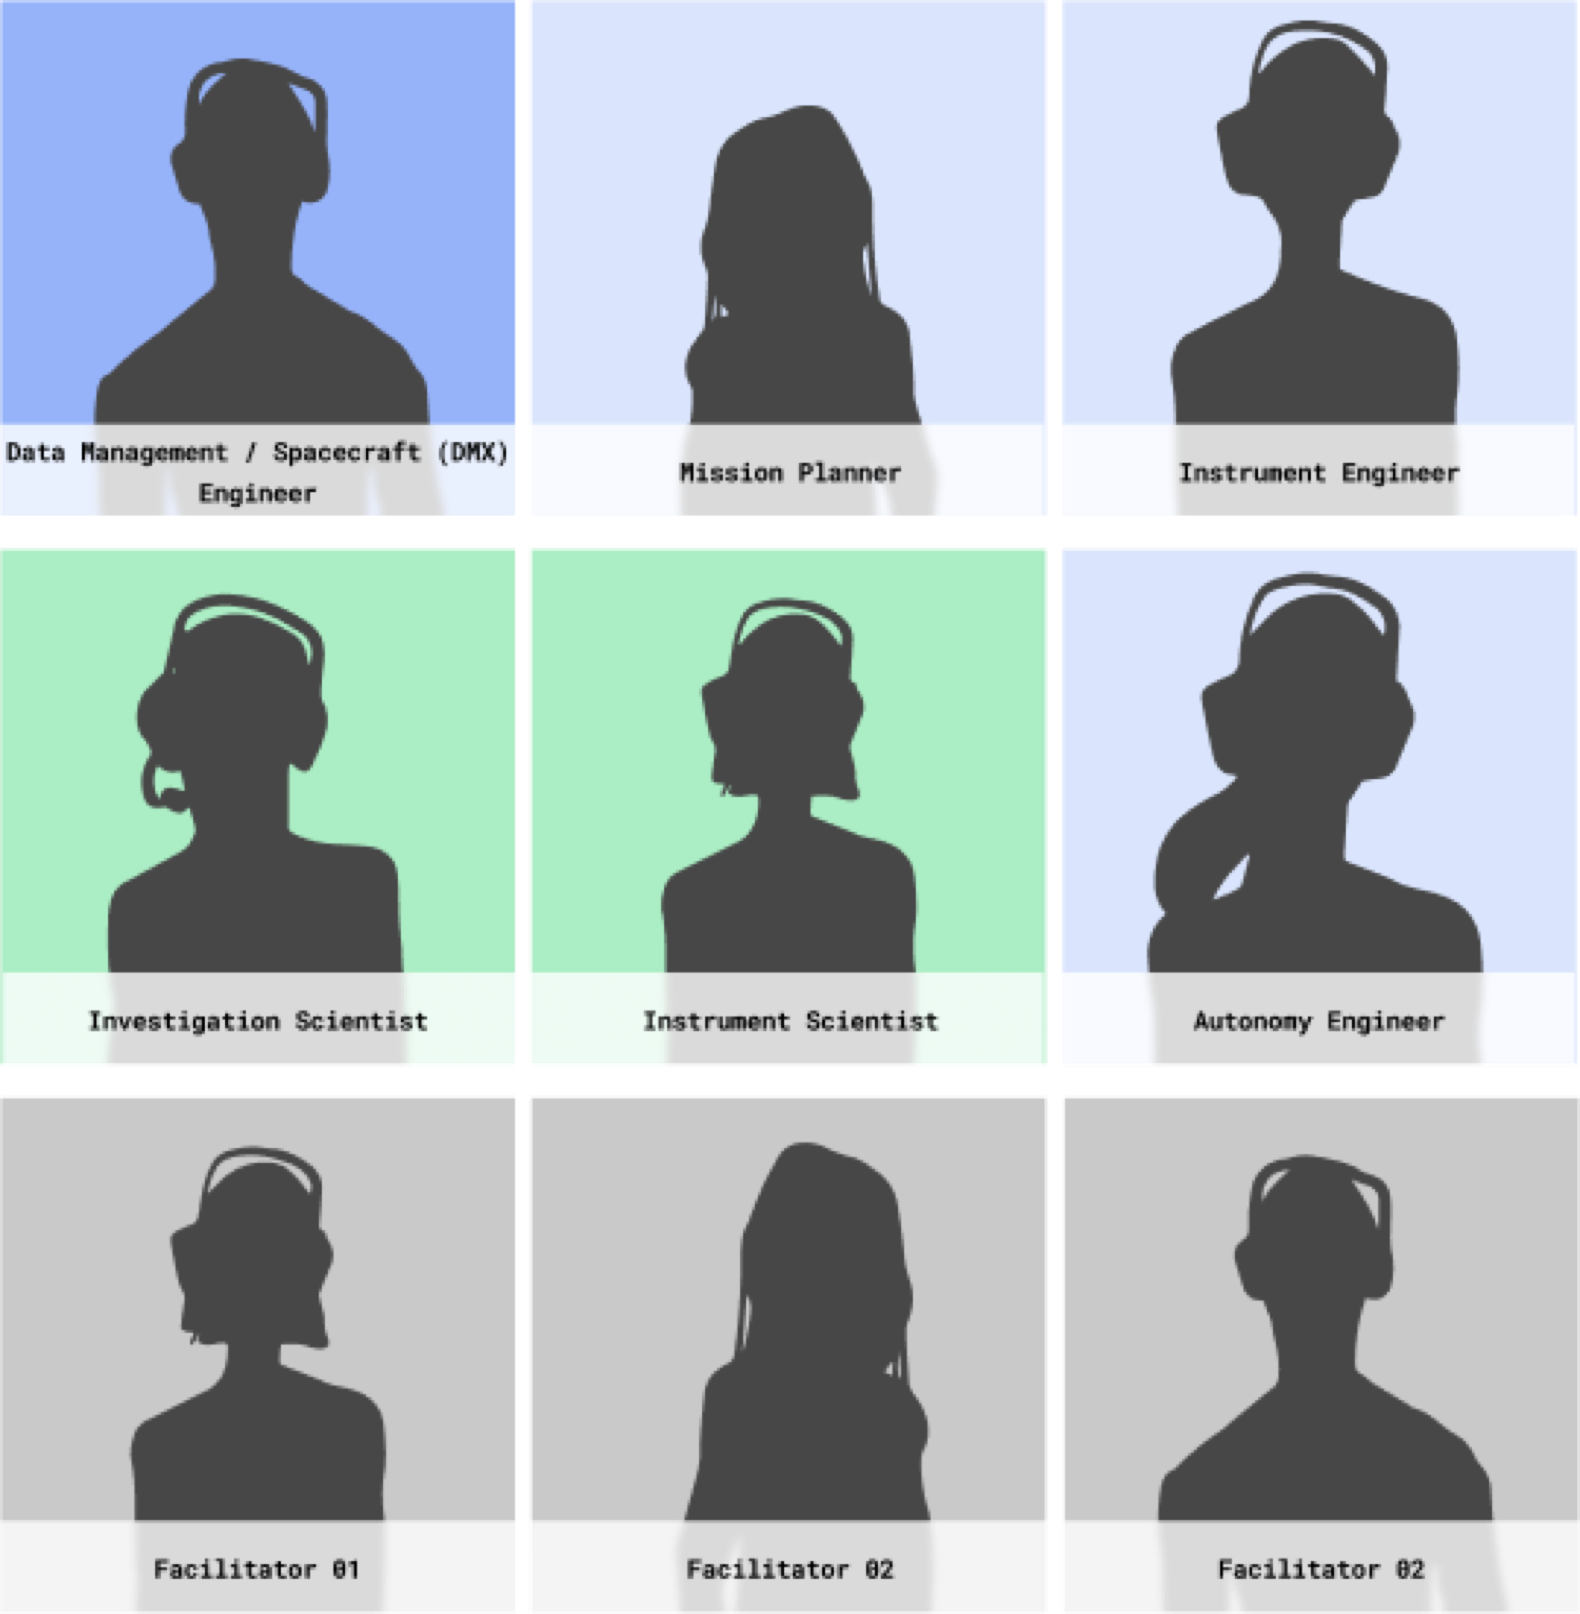 Data Management / Spacecraft (DMX)
Engineer
Mission Planner
Instrument Engineer
Investigation Scientist
Instrument Scientist
Autonomy Engineer
Facilitator 01
Facilitator 02
Facilitator 02